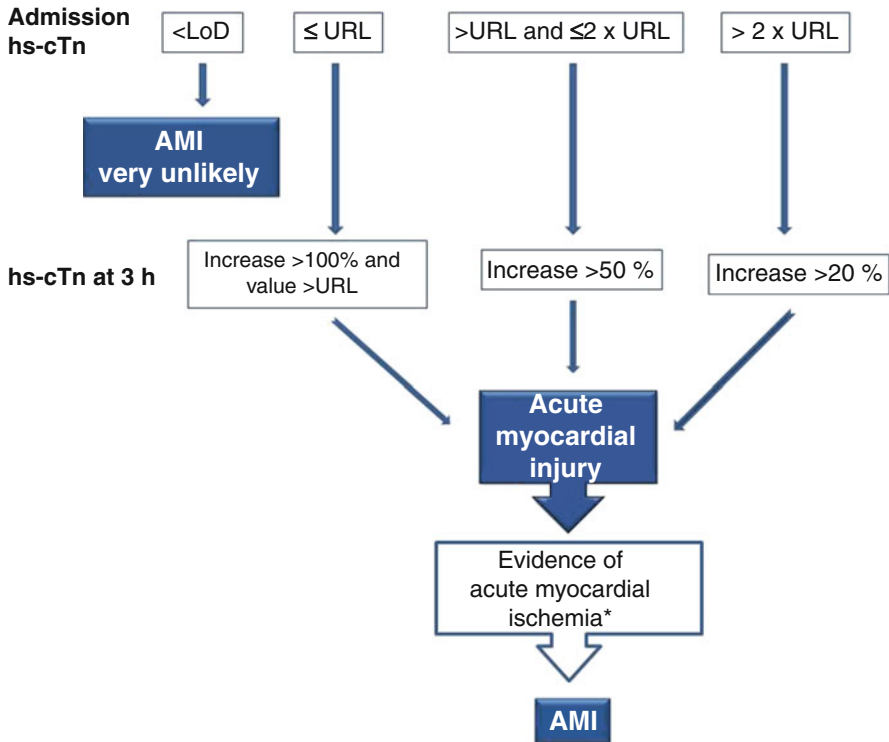 Admission
hs-cTn
<LoD
≤ URL
>URL and ≤2 x URL
> 2 x URL
AMI
very unlikely
hs-cTn at 3 h
Increase >100% and
value >URL
Increase >50 %
Increase >20 %
Acute
myocardial
injury
Evidence of
acute myocardial
ischemia*
AMI